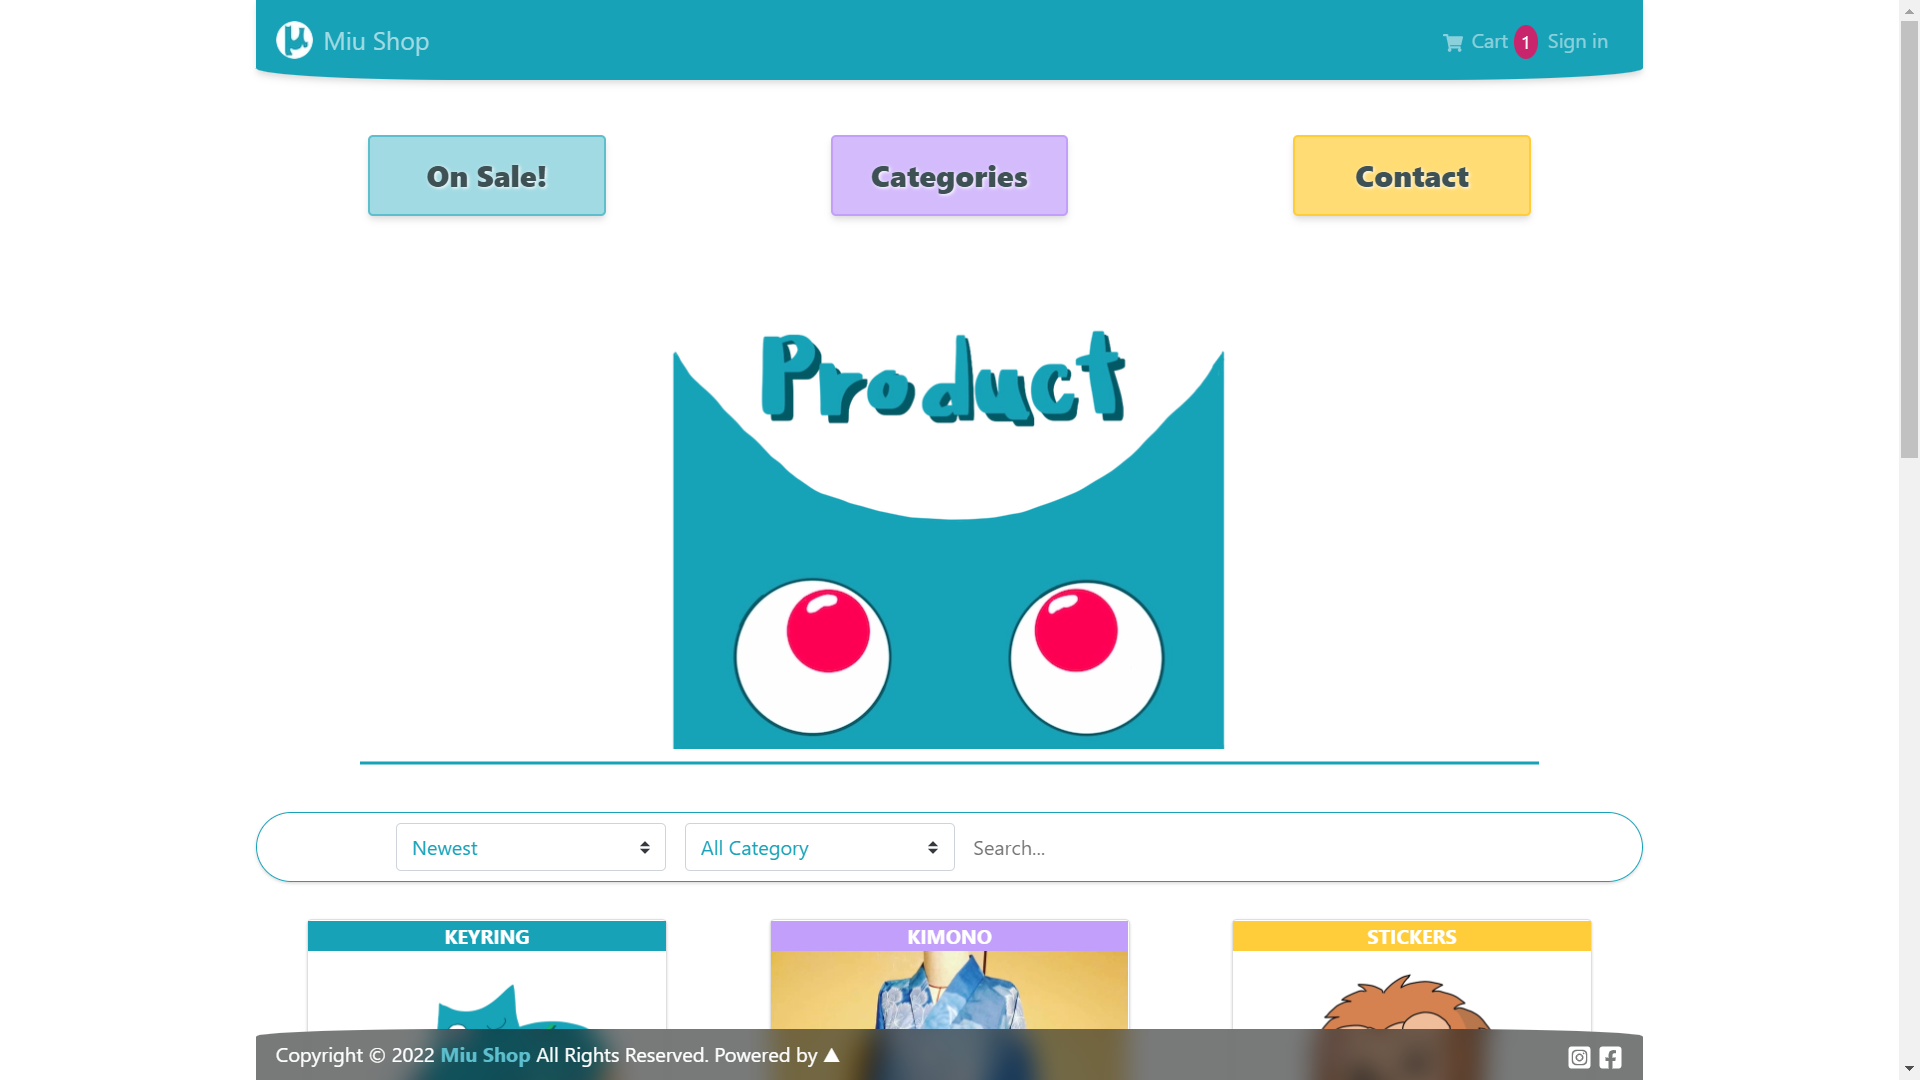 Miu Shop
Cart 1 Sign in
On Sale!
Categories
Contact
Product
Newest
All Category
Search...
KEYRING
KIMONO
STICKERS
Copyright © 2022 Miu Shop All Rights Reserved. Powered by ▲